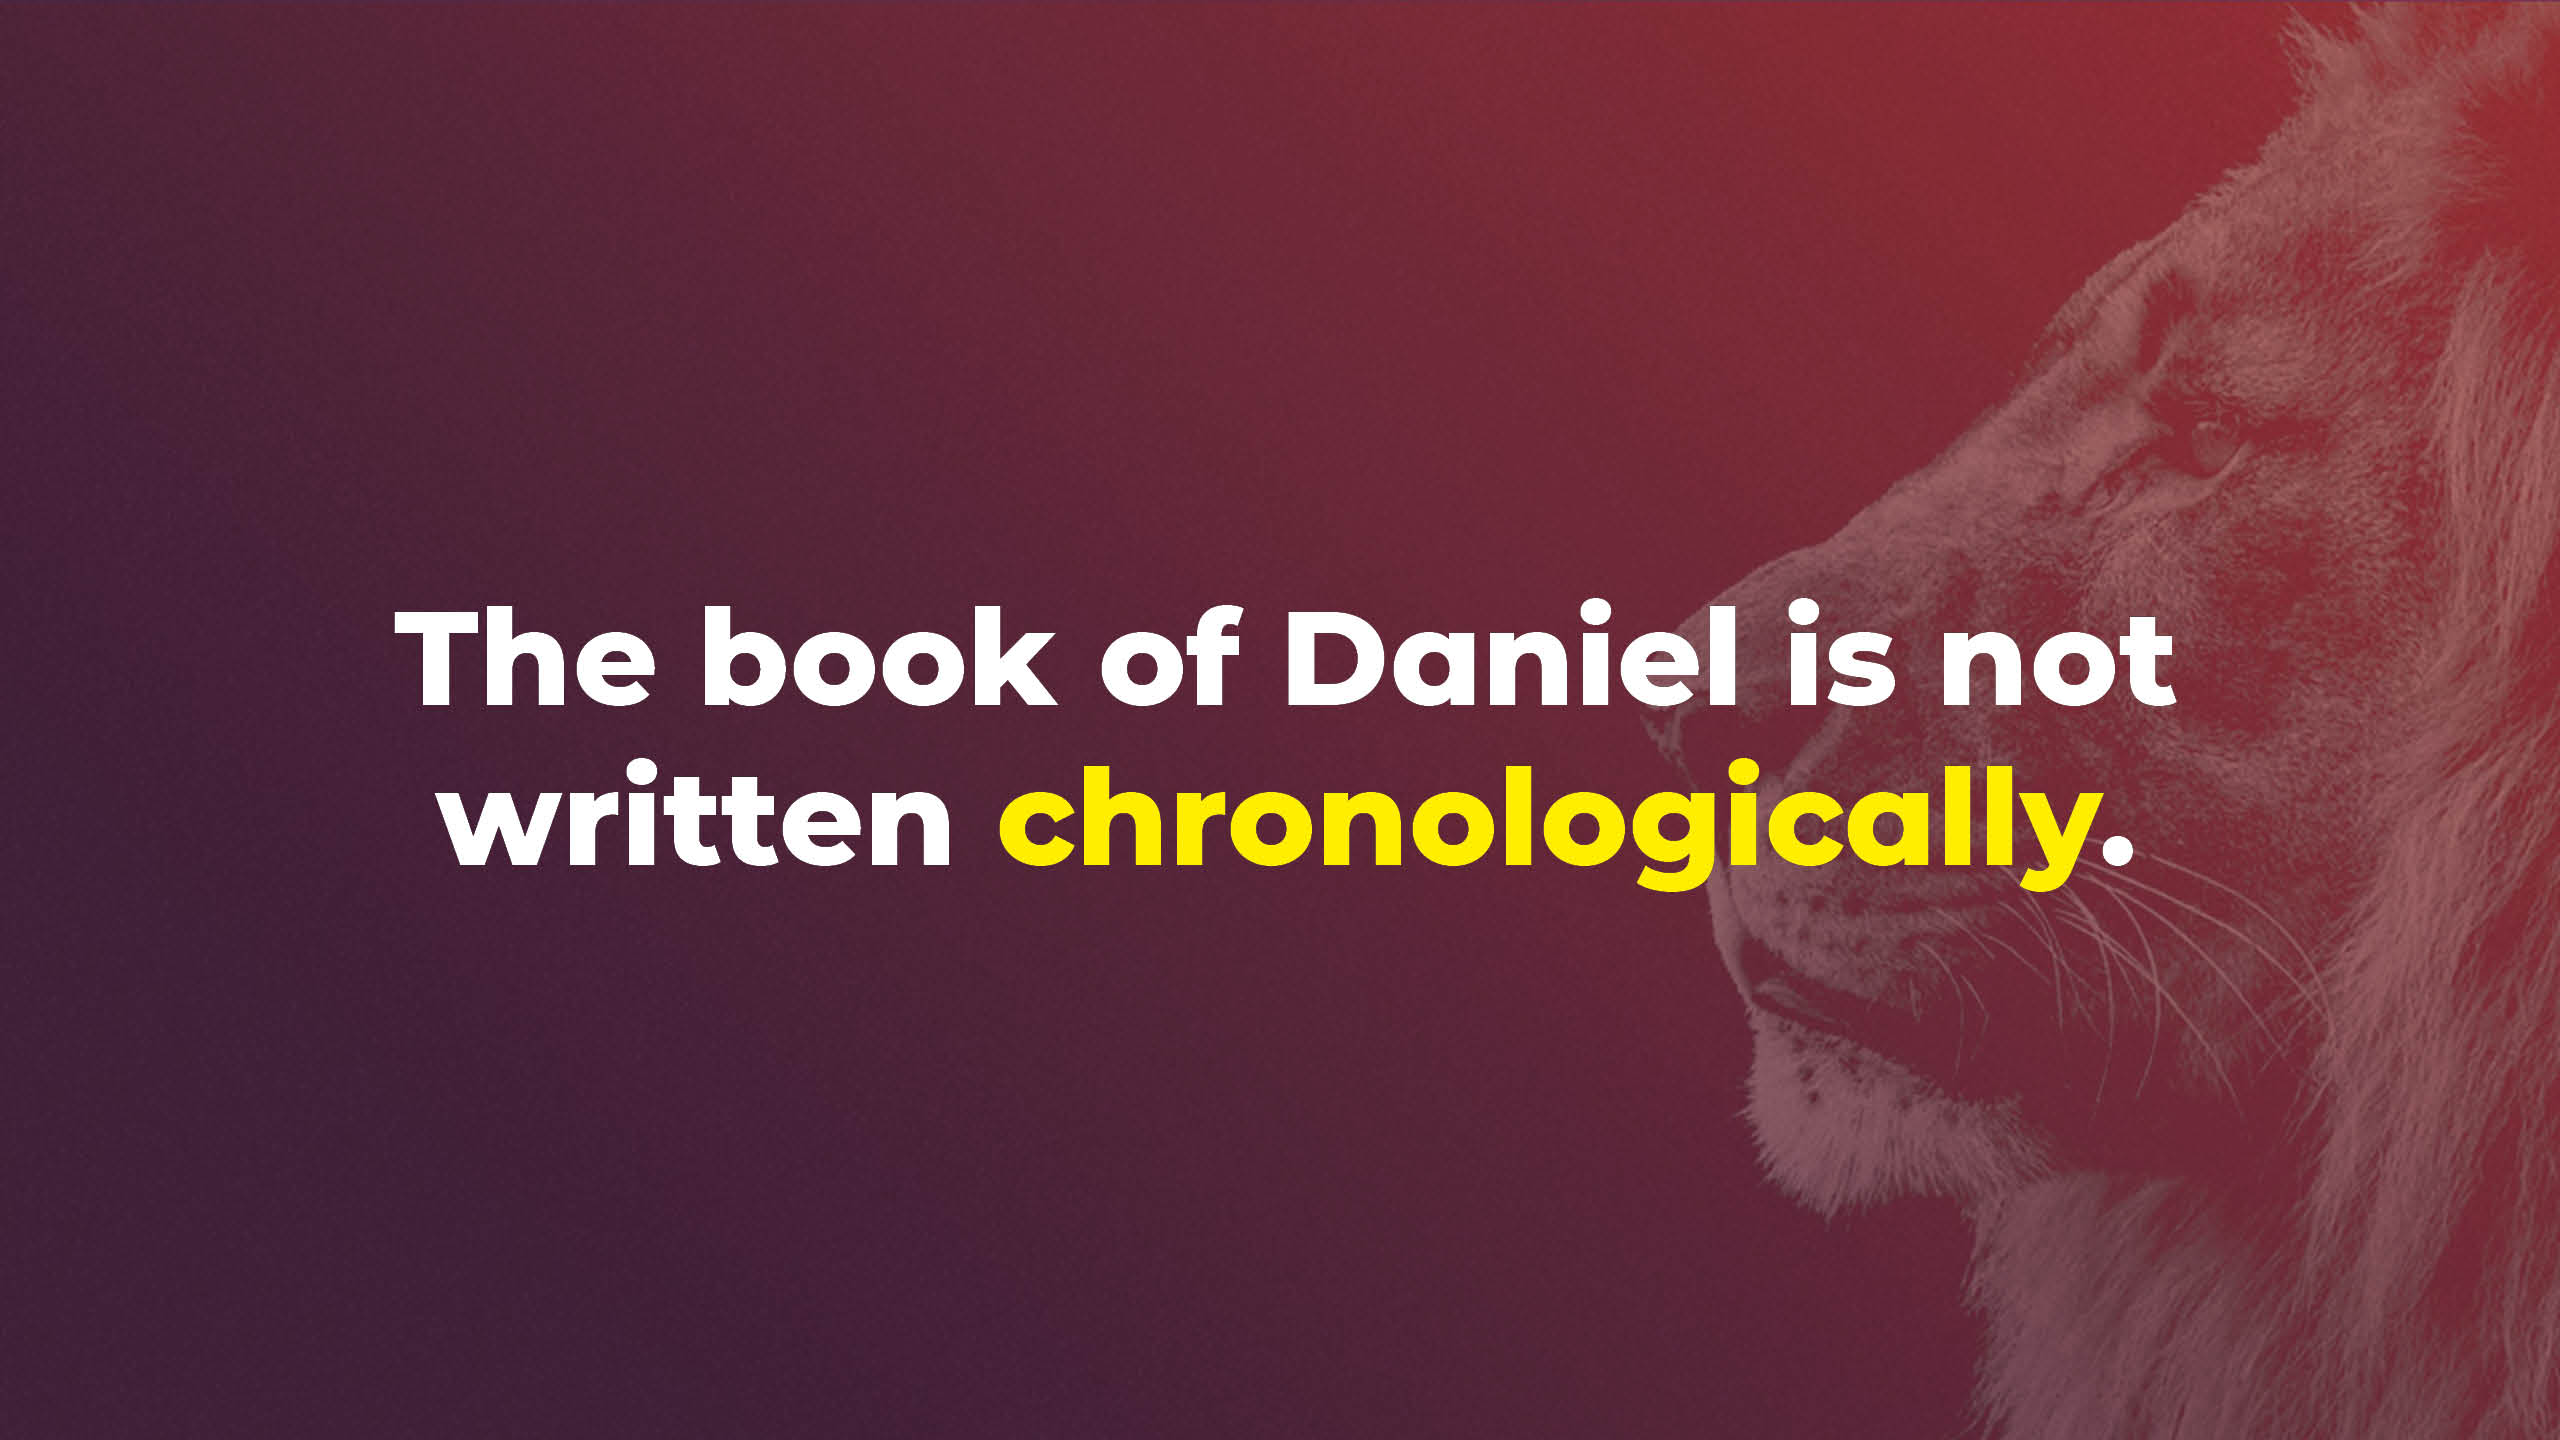 The book of Daniel is not
written chronologically.